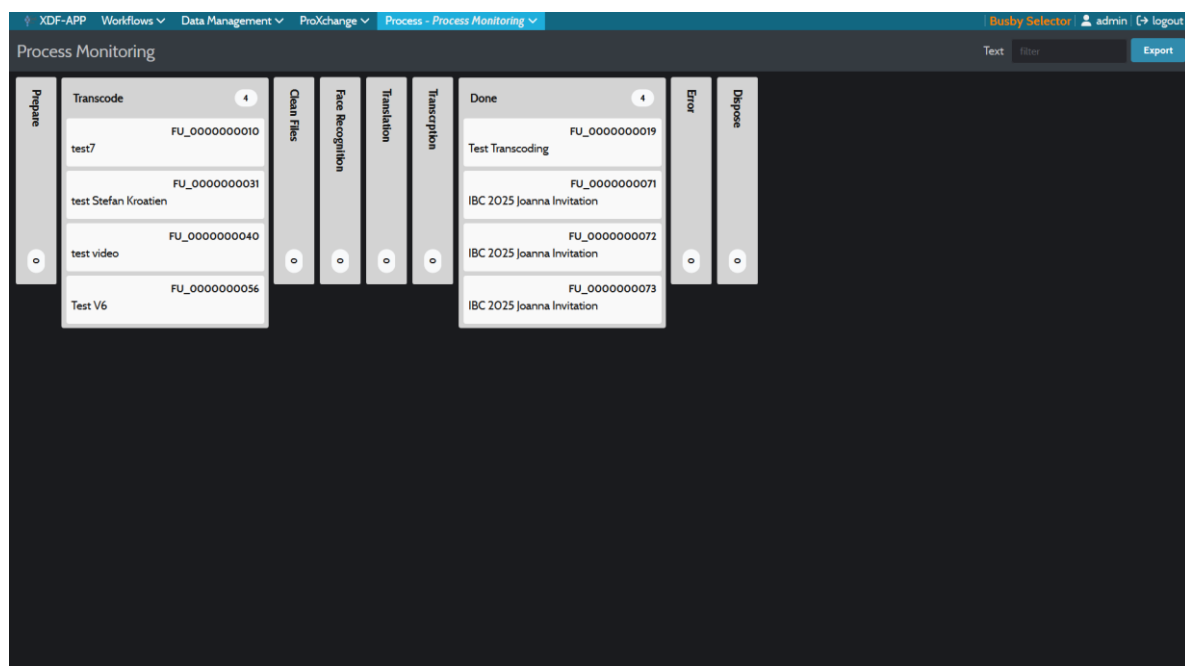 XDF-APP Workflows Data Management ProXchange Process - Process Monitoring Busby Selector admin logout
Process Monitoring Text filter Export
Prepare
0
Transcode 4
FU_0000000010
test7
FU_0000000031
test Stefan Kroatien
FU_0000000040
test video
FU_0000000056
Test V6
Clean Files
0
Face Recognition
0
Translation
0
Transcrption
0
Done 4
FU_0000000019
Test Transcoding
FU_0000000071
IBC 2025 Joanna Invitation
FU_0000000072
IBC 2025 Joanna Invitation
FU_0000000073
IBC 2025 Joanna Invitation
Error
0
Dispose
0